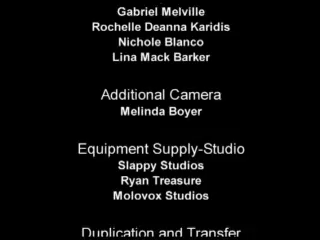 Gabriel Melville
Rochelle Deanna Karidis
Nichole Blanco
Lina Mack Barker
Additional Camera
Melinda Boyer
Equipment Supply-Studio
Slappy Studios
Ryan Treasure
Molovox Studios
Duplication and Transfer